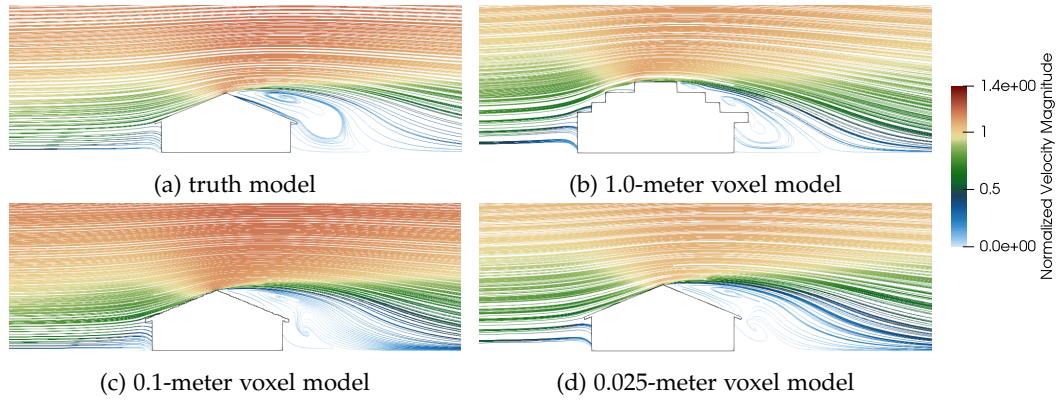 (a) truth model
(b) 1.0-meter voxel model
(c) 0.1-meter voxel model
(d) 0.025-meter voxel model
1.4e+00
1
0.5
0.0e+00
Normalized Velocity Magnitude